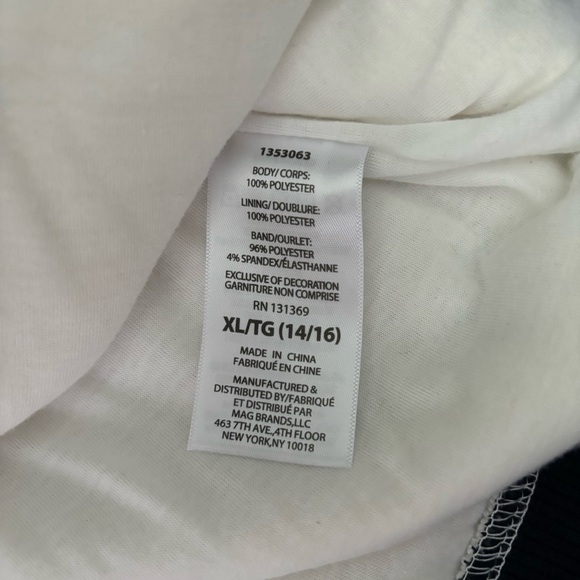 1353063
BODY/ CORPS:
100% POLYESTER
LINING/ DOUBLURE:
100% POLYESTER
BAND/OURLET:
96% POLYESTER
4% SPANDEX/ÉLASTHANNE
EXCLUSIVE OF DECORATION
GARNITURE NON COMPRISE
RN 131369
XL/TG (14/16)
MADE IN CHINA
FABRIQUÉ EN CHINE
MANUFACTURED &
DISTRIBUTED BY/FABRIQUÉ
ET DISTRIBUÉ PAR
MAG BRANDS,LLC
463 7TH AVE.,4TH FLOOR
NEW YORK,NY 10018